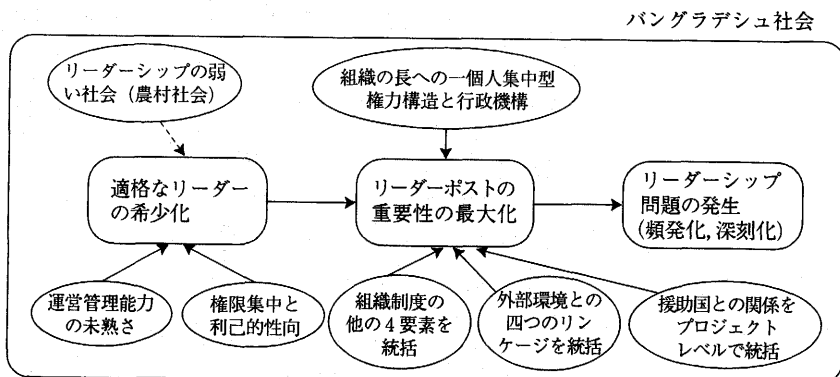 バングラデシュ社会
リーダーシップの弱
い社会（農村社会）
組織の長への一個人集中型
権力構造と行政機構
適格なリーダー
の希少化
リーダーポストの
重要性の最大化
リーダーシップ
問題の発生
（頻発化，深刻化）
運営管理能力
の未熟さ
権限集中と
利己的性向
組織制度の
他の4要素を
統括
外部環境との
四つのリン
ケージを統括
援助国との関係を
プロジェクト
レベルで統括